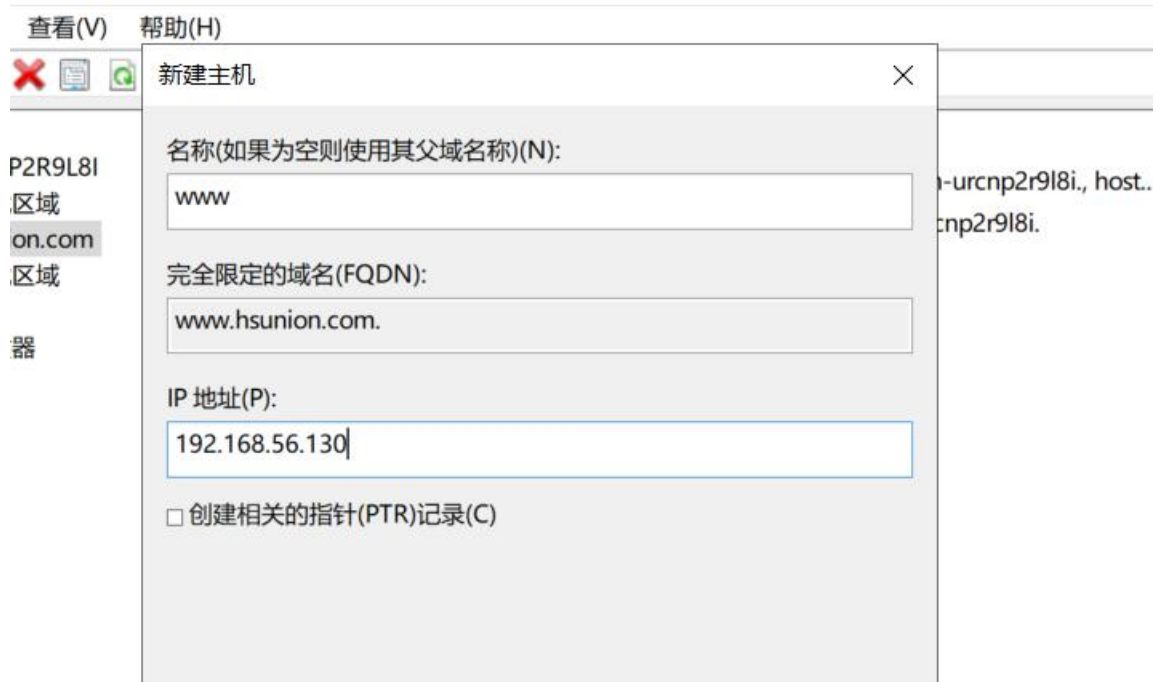 查看(V) 帮助(H)
新建主机
名称(如果为空则使用其父域名称)(N):
www
完全限定的域名(FQDN):
www.hsunion.com.
IP 地址(P):
192.168.56.130
创建相关的指针(PTR)记录(C)
P2R9L8I
区域
on.com
区域
器
-urcnp2r9l8i., host...
cnp2r9l8i.